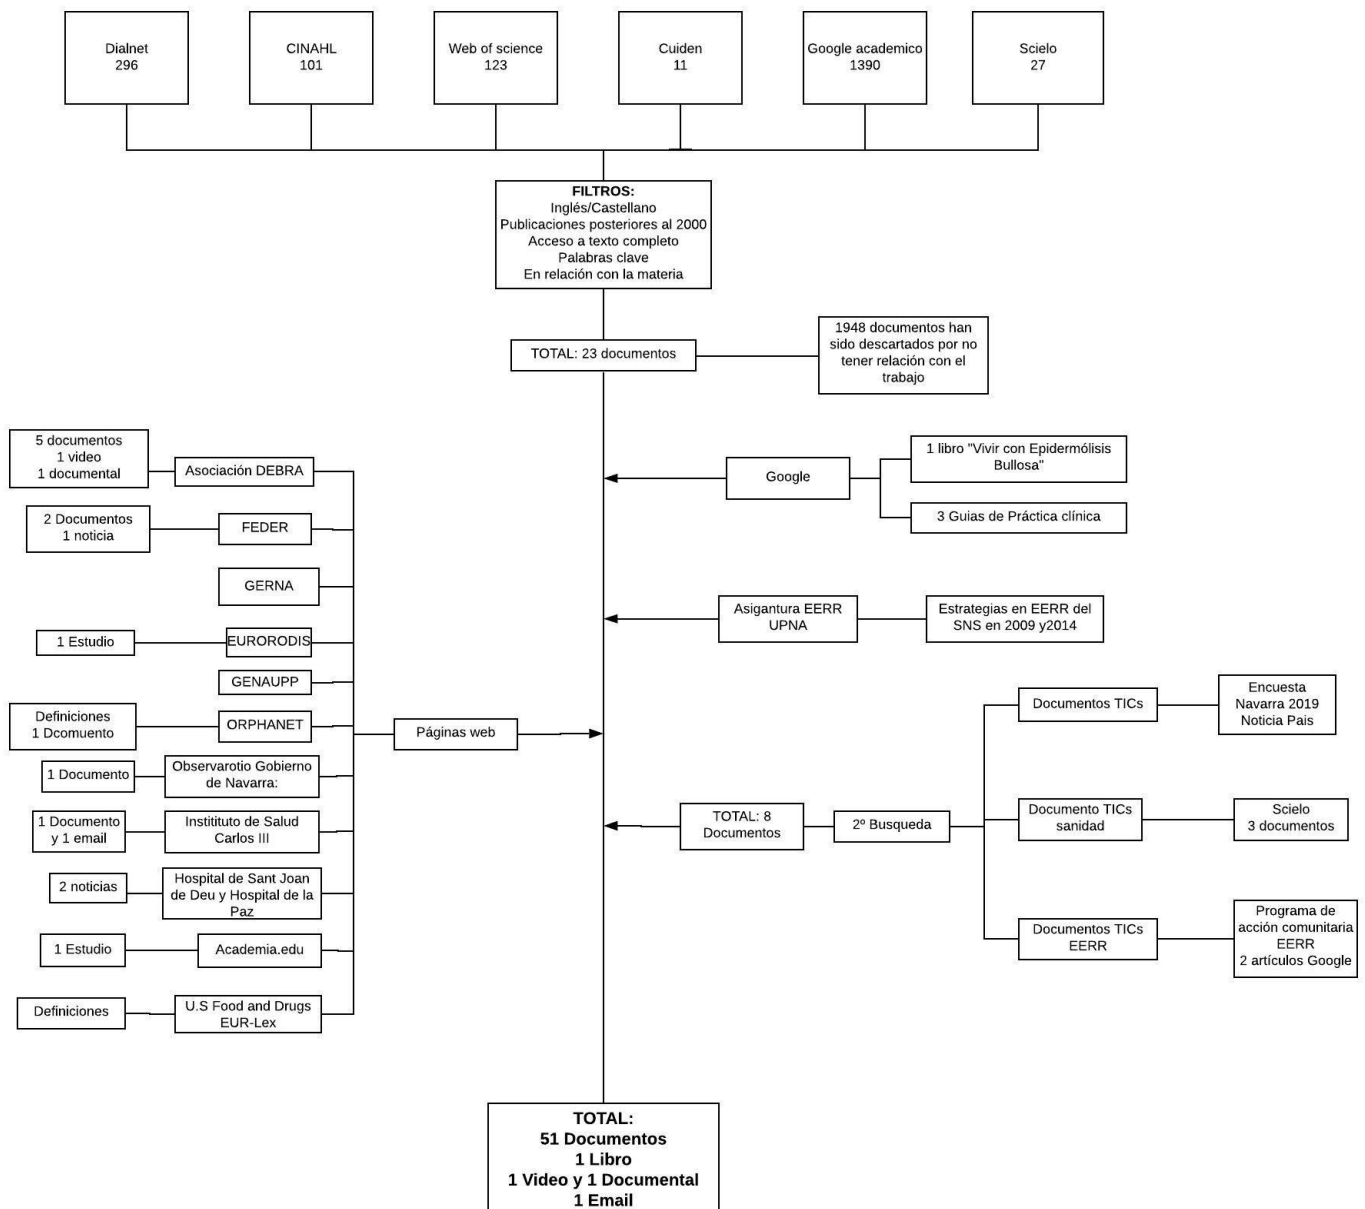 Dialnet
296
CINAHL
101
Web of science
123
Cuiden
11
Google academico
1390
Scielo
27
FILTROS:
Inglés/Castellano
Publicaciones posteriores al 2000
Acceso a texto completo
Palabras clave
En relación con la materia
TOTAL: 23 documentos
1948 documentos han
sido descartados por no
tener relación con el
trabajo
5 documentos
1 video
1 documental
Asociación DEBRA
2 Documentos
1 noticia
FEDER
GERNA
1 Estudio
EURORODIS
GENAUPP
Definiciones
1 Dcomuento
ORPHANET
1 Documento
Observarotio Gobierno
de Navarra:
1 Documento
y 1 email
Institituto de Salud
Carlos III
2 noticias
Hospital de Sant Joan
de Deu y Hospital de la
Paz
1 Estudio
Academia.edu
Definiciones
U.S Food and Drugs
EUR-Lex
Páginas web
Google
1 libro "Vivir con Epidermólisis
Bullosa"
3 Guias de Práctica clínica
Asigantura EERR
UPNA
Estrategias en EERR del
SNS en 2009 y2014
TOTAL: 8
Documentos
2º Busqueda
Documentos TICs
Encuesta
Navarra 2019
Noticia Pais
Documento TICs
sanidad
Scielo
3 documentos
Documentos TICs
EERR
Programa de
acción comunitaria
EERR
2 artículos Google
TOTAL:
51 Documentos
1 Libro
1 Video y 1 Documental
1 Email